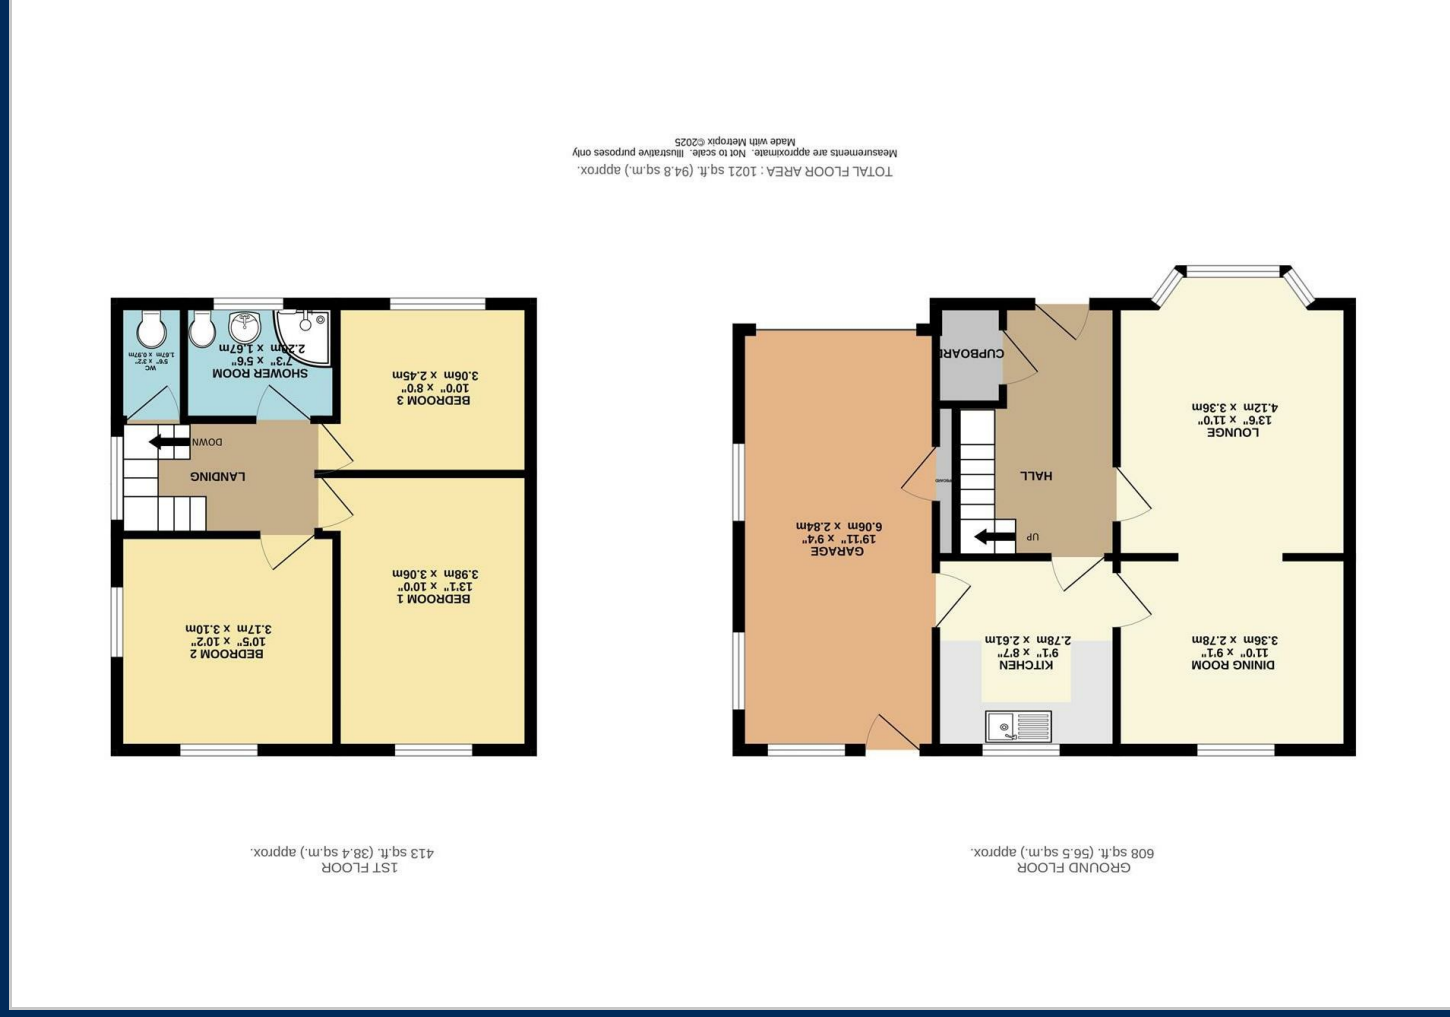 GROUND FLOOR
608 sq.ft. (56.5 sq.m.) approx.
1ST FLOOR
413 sq.ft. (38.4 sq.m.) approx.
DINING ROOM
11'0" x 9'1"
3.36m x 2.78m
KITCHEN
9'1" x 8'7"
2.78m x 2.61m
GARAGE
19'11" x 9'4"
6.06m x 2.84m
UP
HALL
LOUNGE
13'6" x 11'0"
4.12m x 3.36m
CUPBOARD
BEDROOM 1
13'1" x 10'0"
3.98m x 3.06m
BEDROOM 2
10'5" x 10'2"
3.17m x 3.10m
LANDING
DOWN
BEDROOM 3
10'0" x 8'0"
3.06m x 2.45m
SHOWER ROOM
7'3" x 5'6"
x 1.67m
WC
5'6" x 3'2"
1.67m x 0.97m
TOTAL FLOOR AREA : 1021 sq.ft. (94.8 sq.m.) approx.
Measurements are approximate. Not to scale. Illustrative purposes only
Made with Metropix ©2025